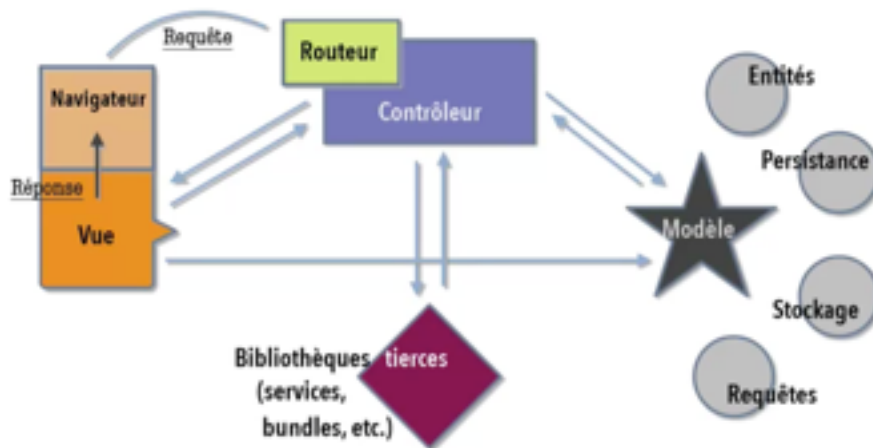 Requête
Routeur
Contrôleur
Navigateur
Réponse
Vue
Entités
Persistance
Modèle
Stockage
Requêtes
Bibliothèques tierces
(services,
bundles, etc.)